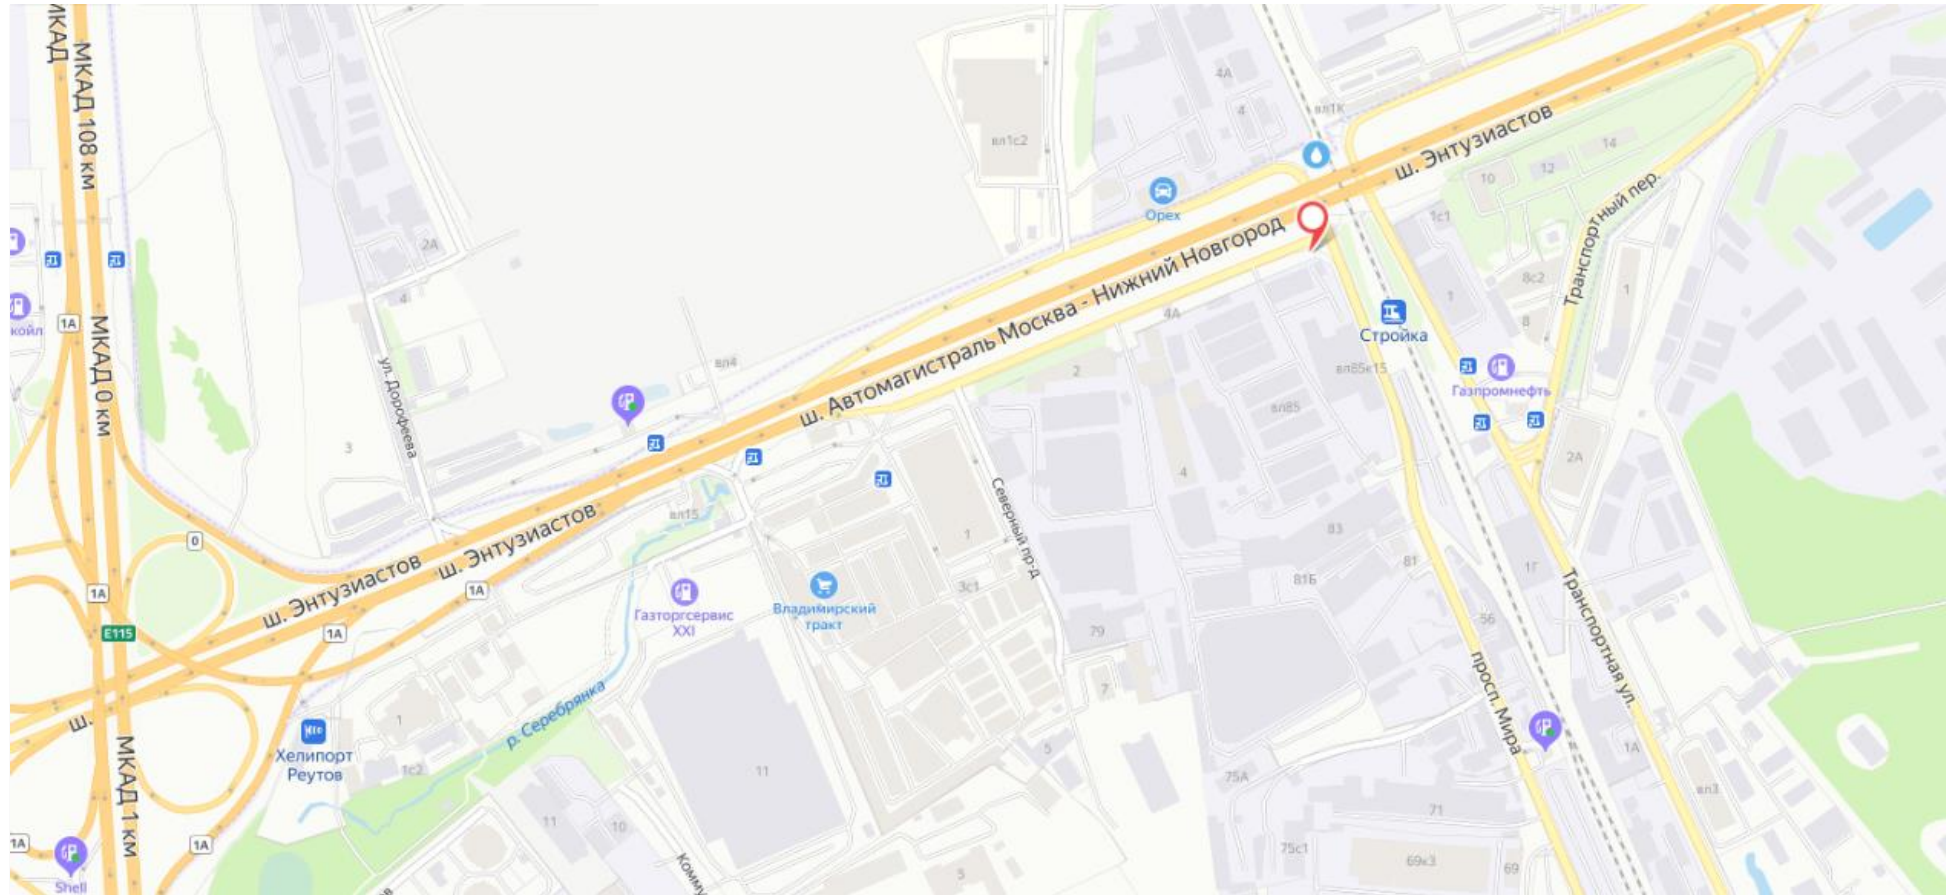 МКАД
МКАД 108 км
4А
4
вл1К
вл1с2
ш. Энтузиастов
14
12
10
Транспортный пер.
Орех
1с1
2А
ш. Автомагистраль Москва - Нижний Новгород
8с2
1
1
4
1А
койл
МКАД 0 км
4А
8
Стройка
вл4
ул. Дорофеева
2
вл85к15
Газпромнефть
вл85
1
3
2А
4
Северный пр-д
ш. Энтузиастов
вл15
83
0
1
81
1Г
ш. Энтузиастов
81Б
1А
1А
3с1
Газторгсервис
XXI
Владимирский
тракт
E115
1А
79
56
Транспортная ул.
р. Серебрянка
7
просп. Мира
ш.
1
Хелипорт
Реутов
МКАД 1 км
1с2
11
5
75А
1А
вл3
11
10
71
1А
1А
Комму
75с1
69к3
69
5
Shell